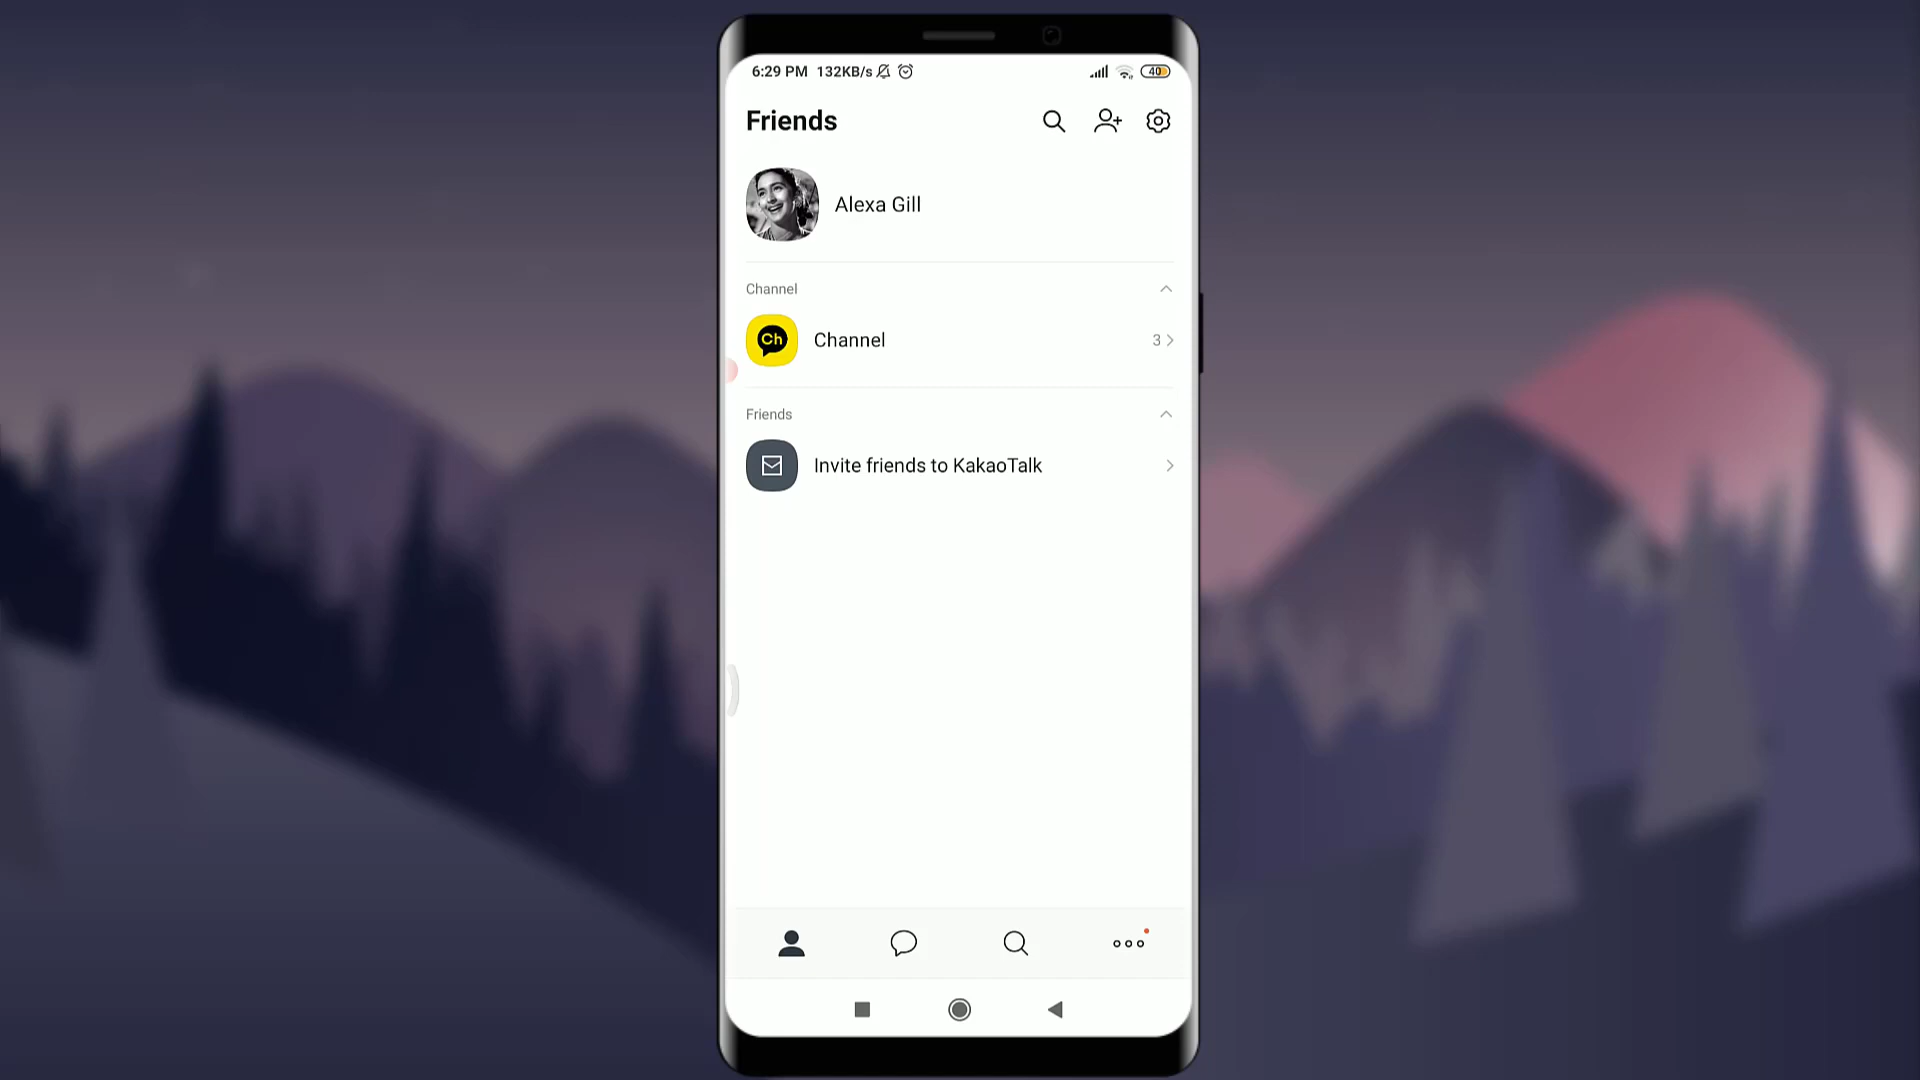 6:29 PM 132KB/s 40
Friends
Alexa Gill
Channel
Ch Channel 3
Friends
Invite friends to KakaoTalk